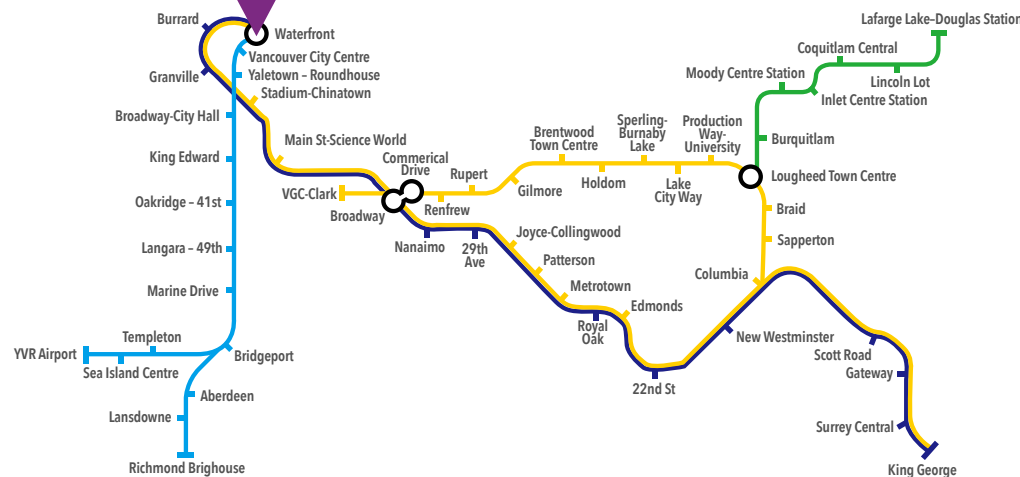 Burrard
Waterfront
Lafarge Lake–Douglas Station
Vancouver City Centre
Coquitlam Central
Granville
Yaletown – Roundhouse
Moody Centre Station
Lincoln Lot
Stadium-Chinatown
Inlet Centre Station
Broadway-City Hall
Sperling-
Burnaby
Lake
Production
Way-
University
Brentwood
Town Centre
Main St-Science World
Burquitlam
King Edward
Commerical
Drive
Rupert
Lougheed Town Centre
VGC-Clark
Gilmore
Holdom
Lake
City Way
Oakridge – 41st
Broadway
Renfrew
Braid
Langara – 49th
Nanaimo
29th
Ave
Joyce-Collingwood
Sapperton
Patterson
Columbia
Marine Drive
Metrotown
Edmonds
Royal
Oak
New Westminster
Templeton
YVR Airport
Sea Island Centre
Bridgeport
Scott Road
Gateway
22nd St
Aberdeen
Lansdowne
Surrey Central
Richmond Brighouse
King George